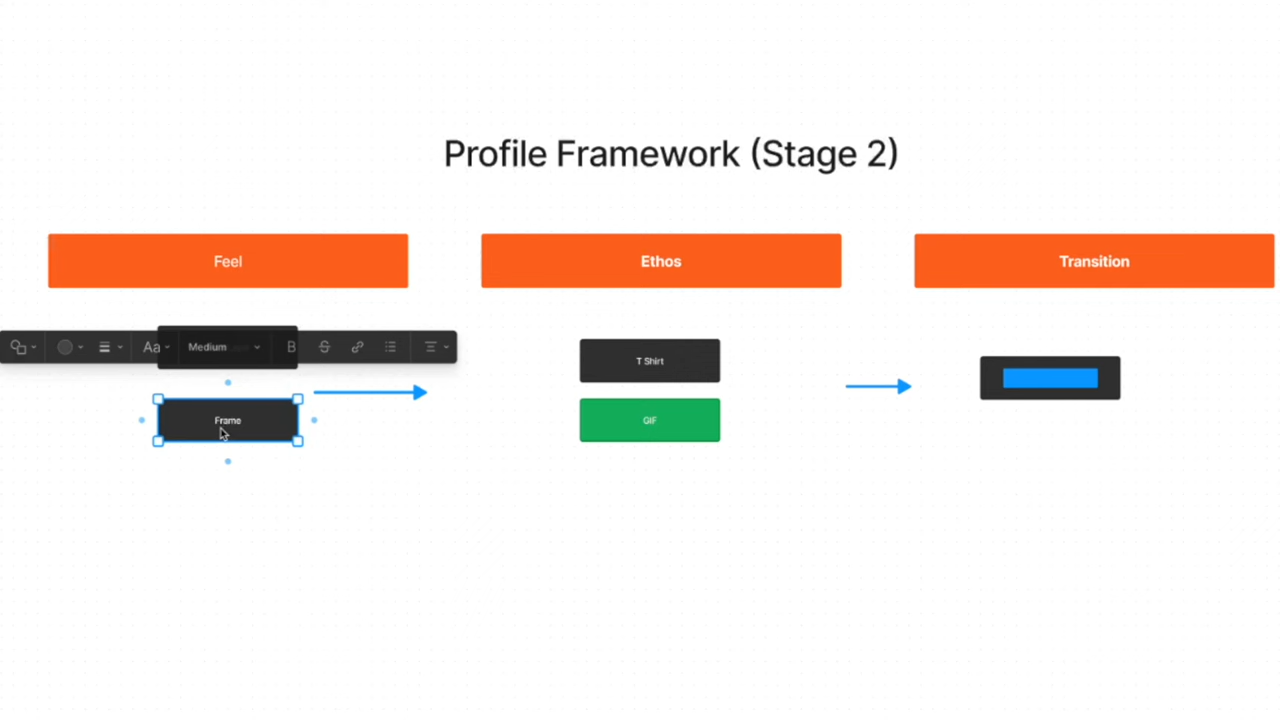 Profile Framework (Stage 2)
Feel
Ethos
Transition
Aa
Medium
B
S
T Shirt
Frame
GIF